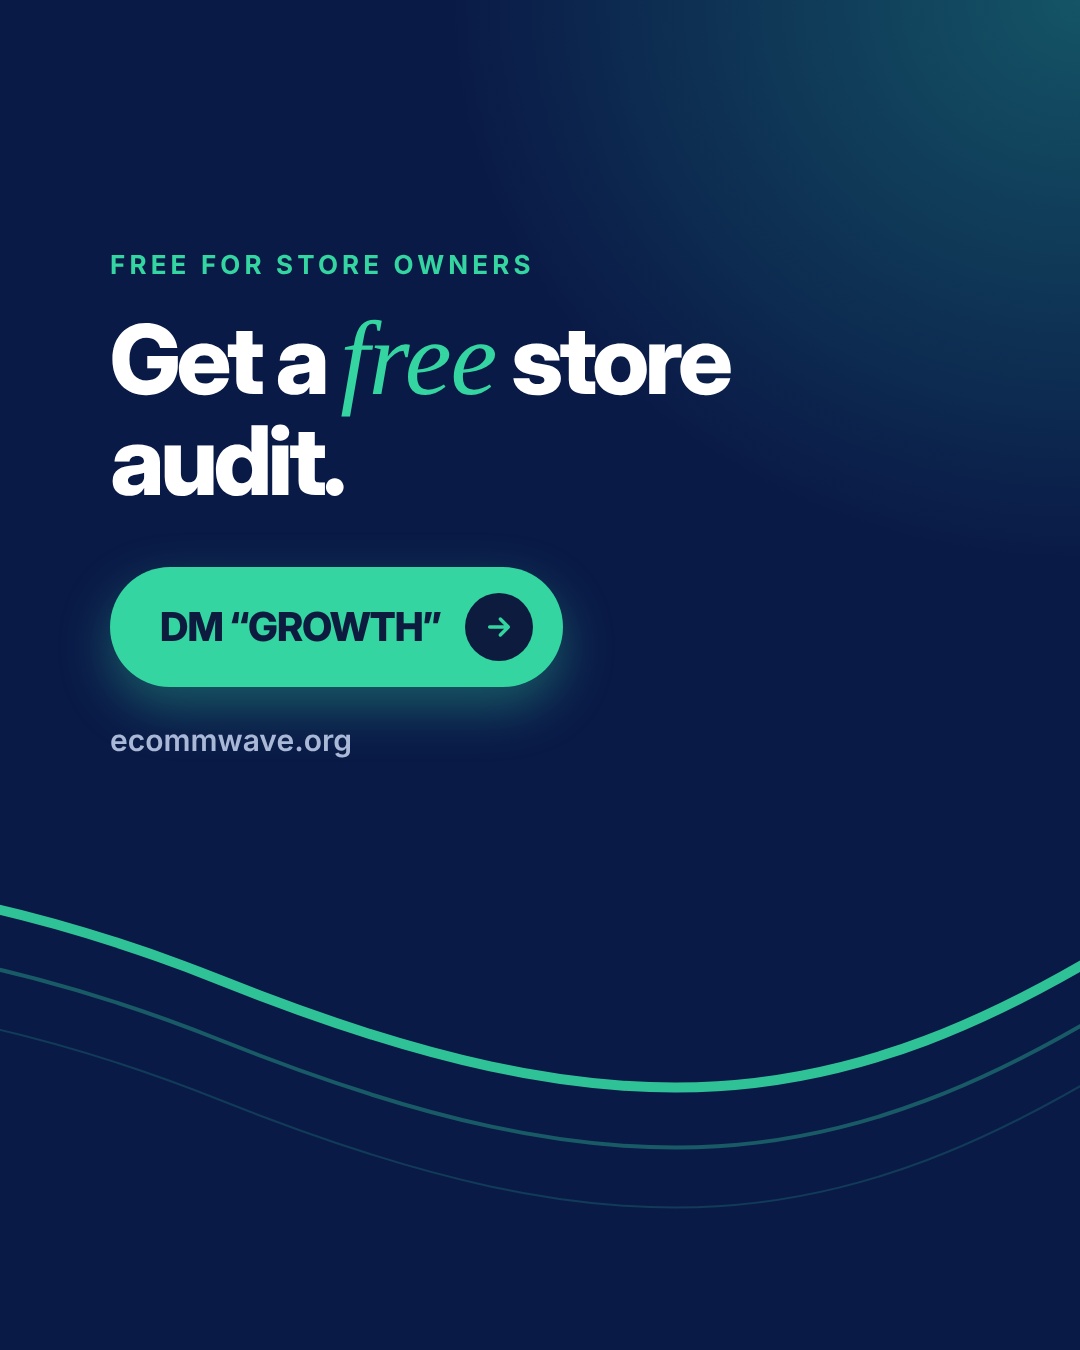 FREE FOR STORE OWNERS
Get a free store
audit.
DM “GROWTH”
ecommwave.org